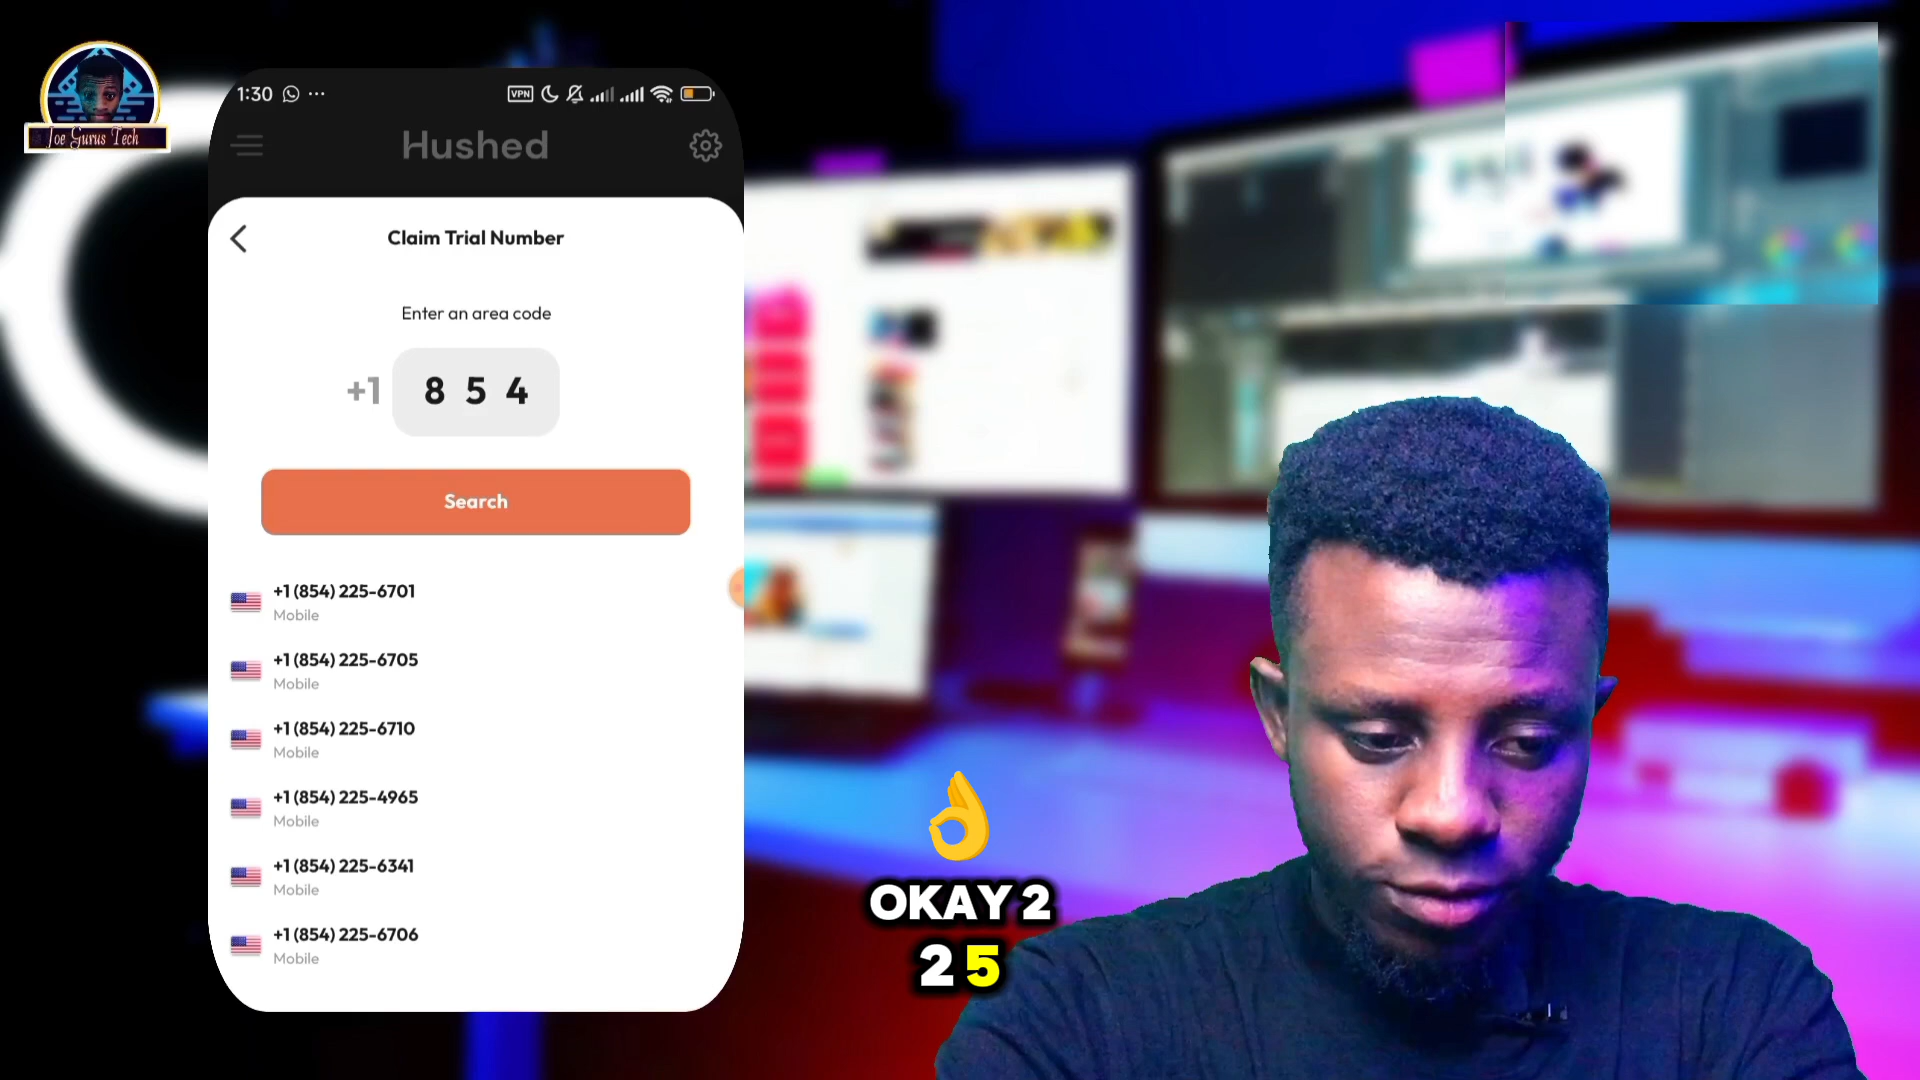 Joe Gurus Tech
1:30
VPN
Hushed
Claim Trial Number
Enter an area code
+1 8 5 4
Search
+1 (854) 225-6701
Mobile
+1 (854) 225-6705
Mobile
+1 (854) 225-6710
Mobile
+1 (854) 225-4965
Mobile
+1 (854) 225-6341
Mobile
+1 (854) 225-6706
Mobile
OKAY 2
2 5